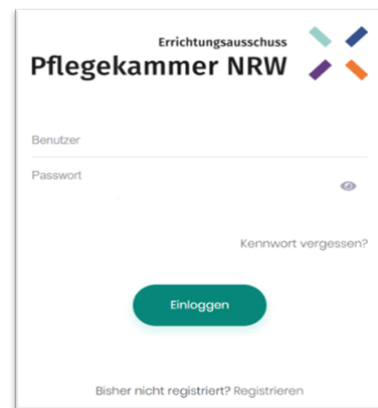 Errichtungsausschuss
Pflegekammer NRW
Benutzer
Passwort
Kennwort vergessen?
Einloggen
Bisher nicht registriert? Registrieren